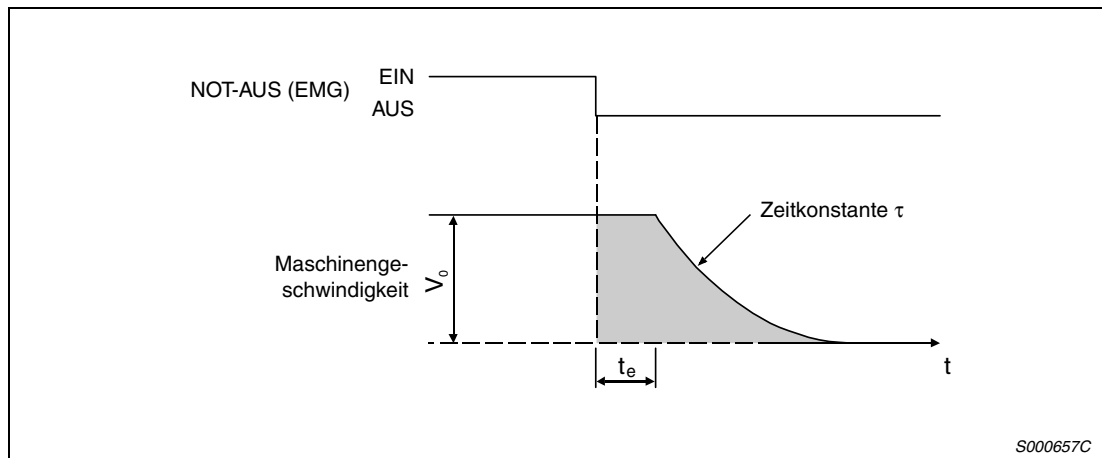 NOT-AUS (EMG)
EIN
AUS
Zeitkonstante τ
Maschinenge-
schwindigkeit
V₀
tₑ
t
S000657C